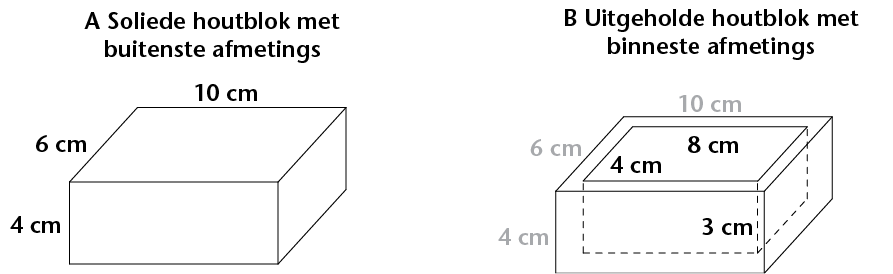 A Soliede houtblok met
buitenste afmetings
10 cm
6 cm
4 cm
B Uitgeholde houtblok met
binneste afmetings
10 cm
6 cm
8 cm
4 cm
4 cm
3 cm